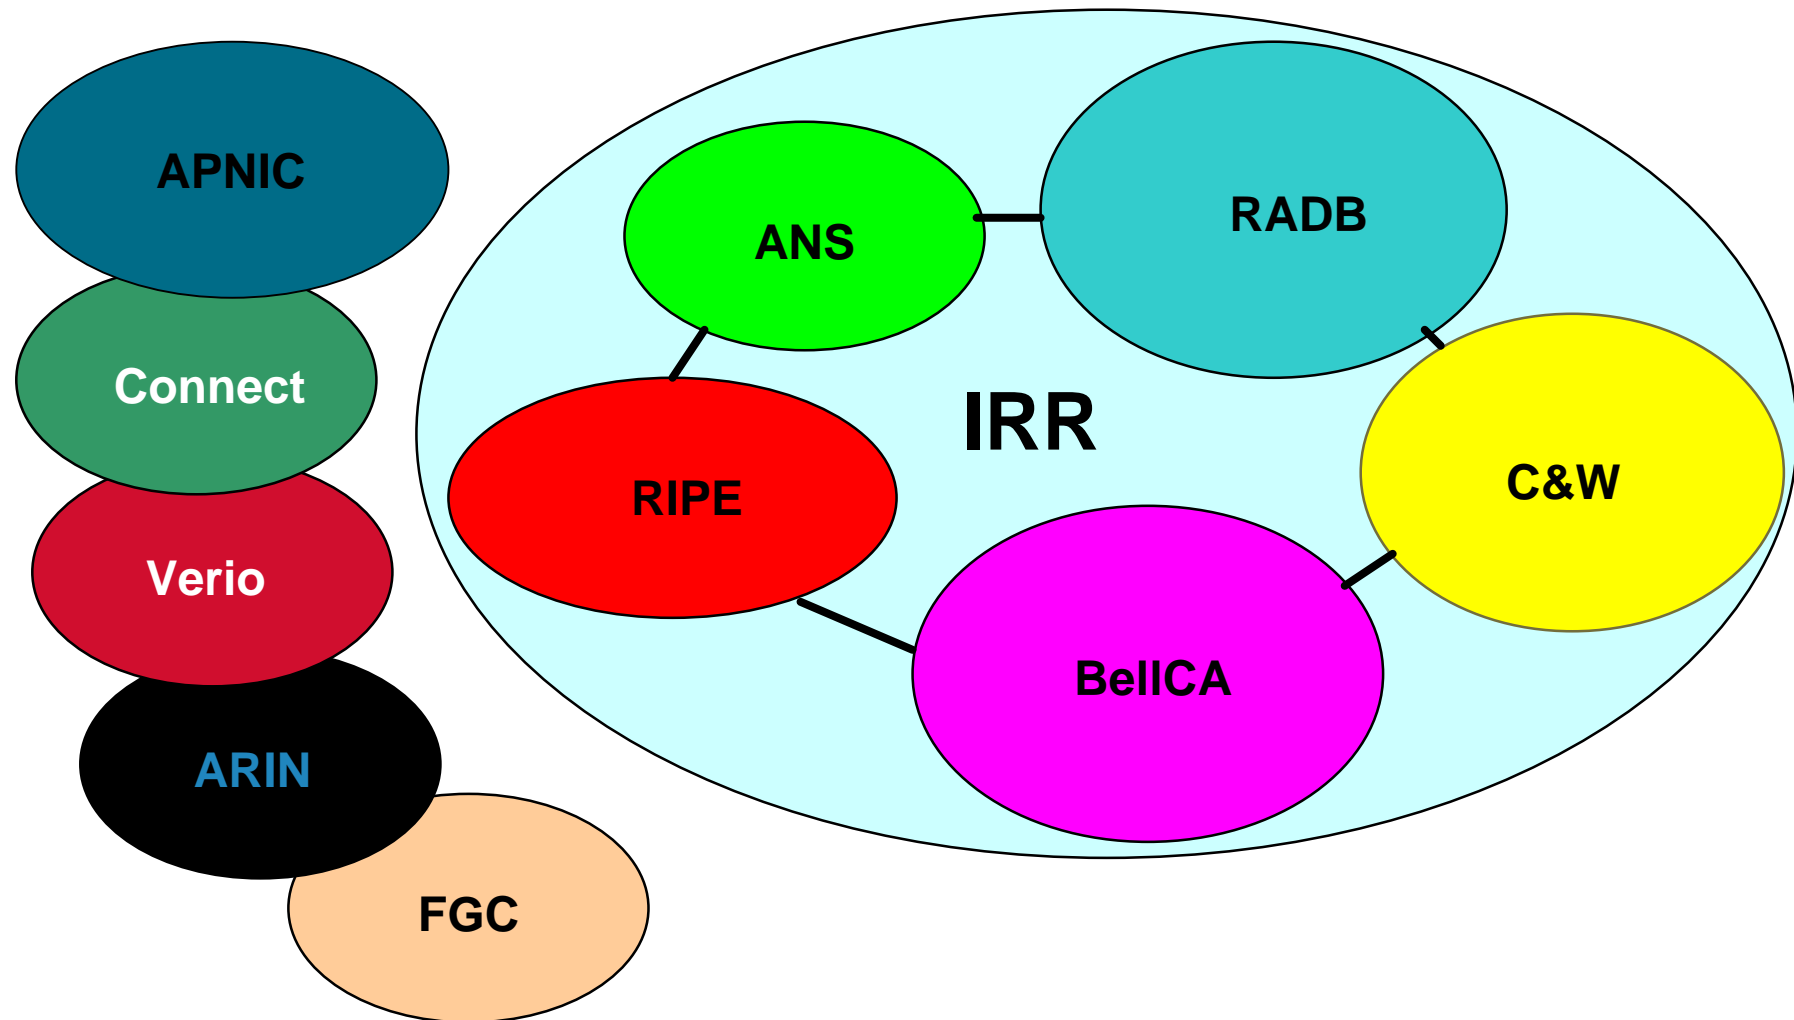 APNIC
Connect
Verio
ARIN
FGC
ANS
RADB
IRR
RIPE
C&W
BellCA